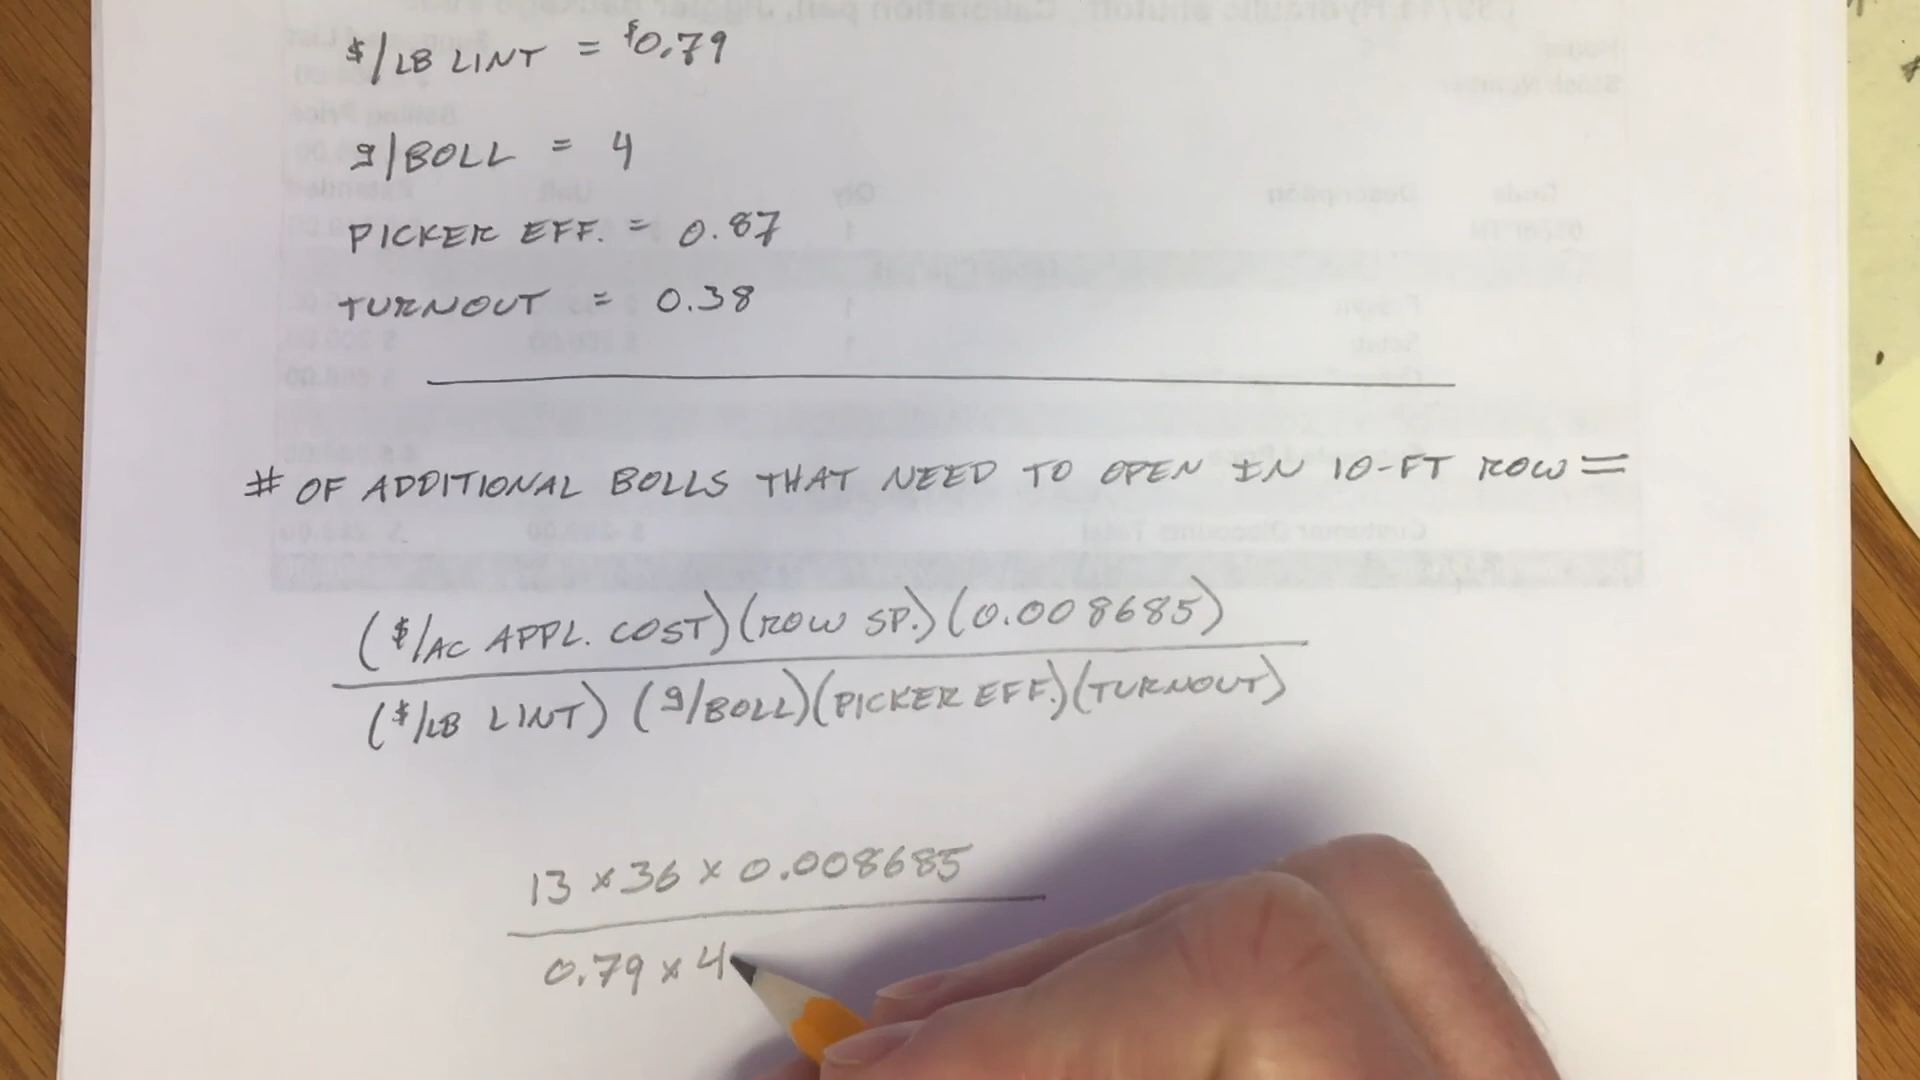 $/LB LINT = $0.79
g/BOLL = 4
PICKER EFF. = 0.87
TURNOUT = 0.38
# OF ADDITIONAL BOLLS THAT NEED TO OPEN IN 10-FT ROW =
($/AC APPL. COST)(ROW SP.)(0.008685)
($/LB LINT) (g/BOLL)(PICKER EFF.)(TURNOUT)
13 x 36 x 0.008685
0.79 x 4